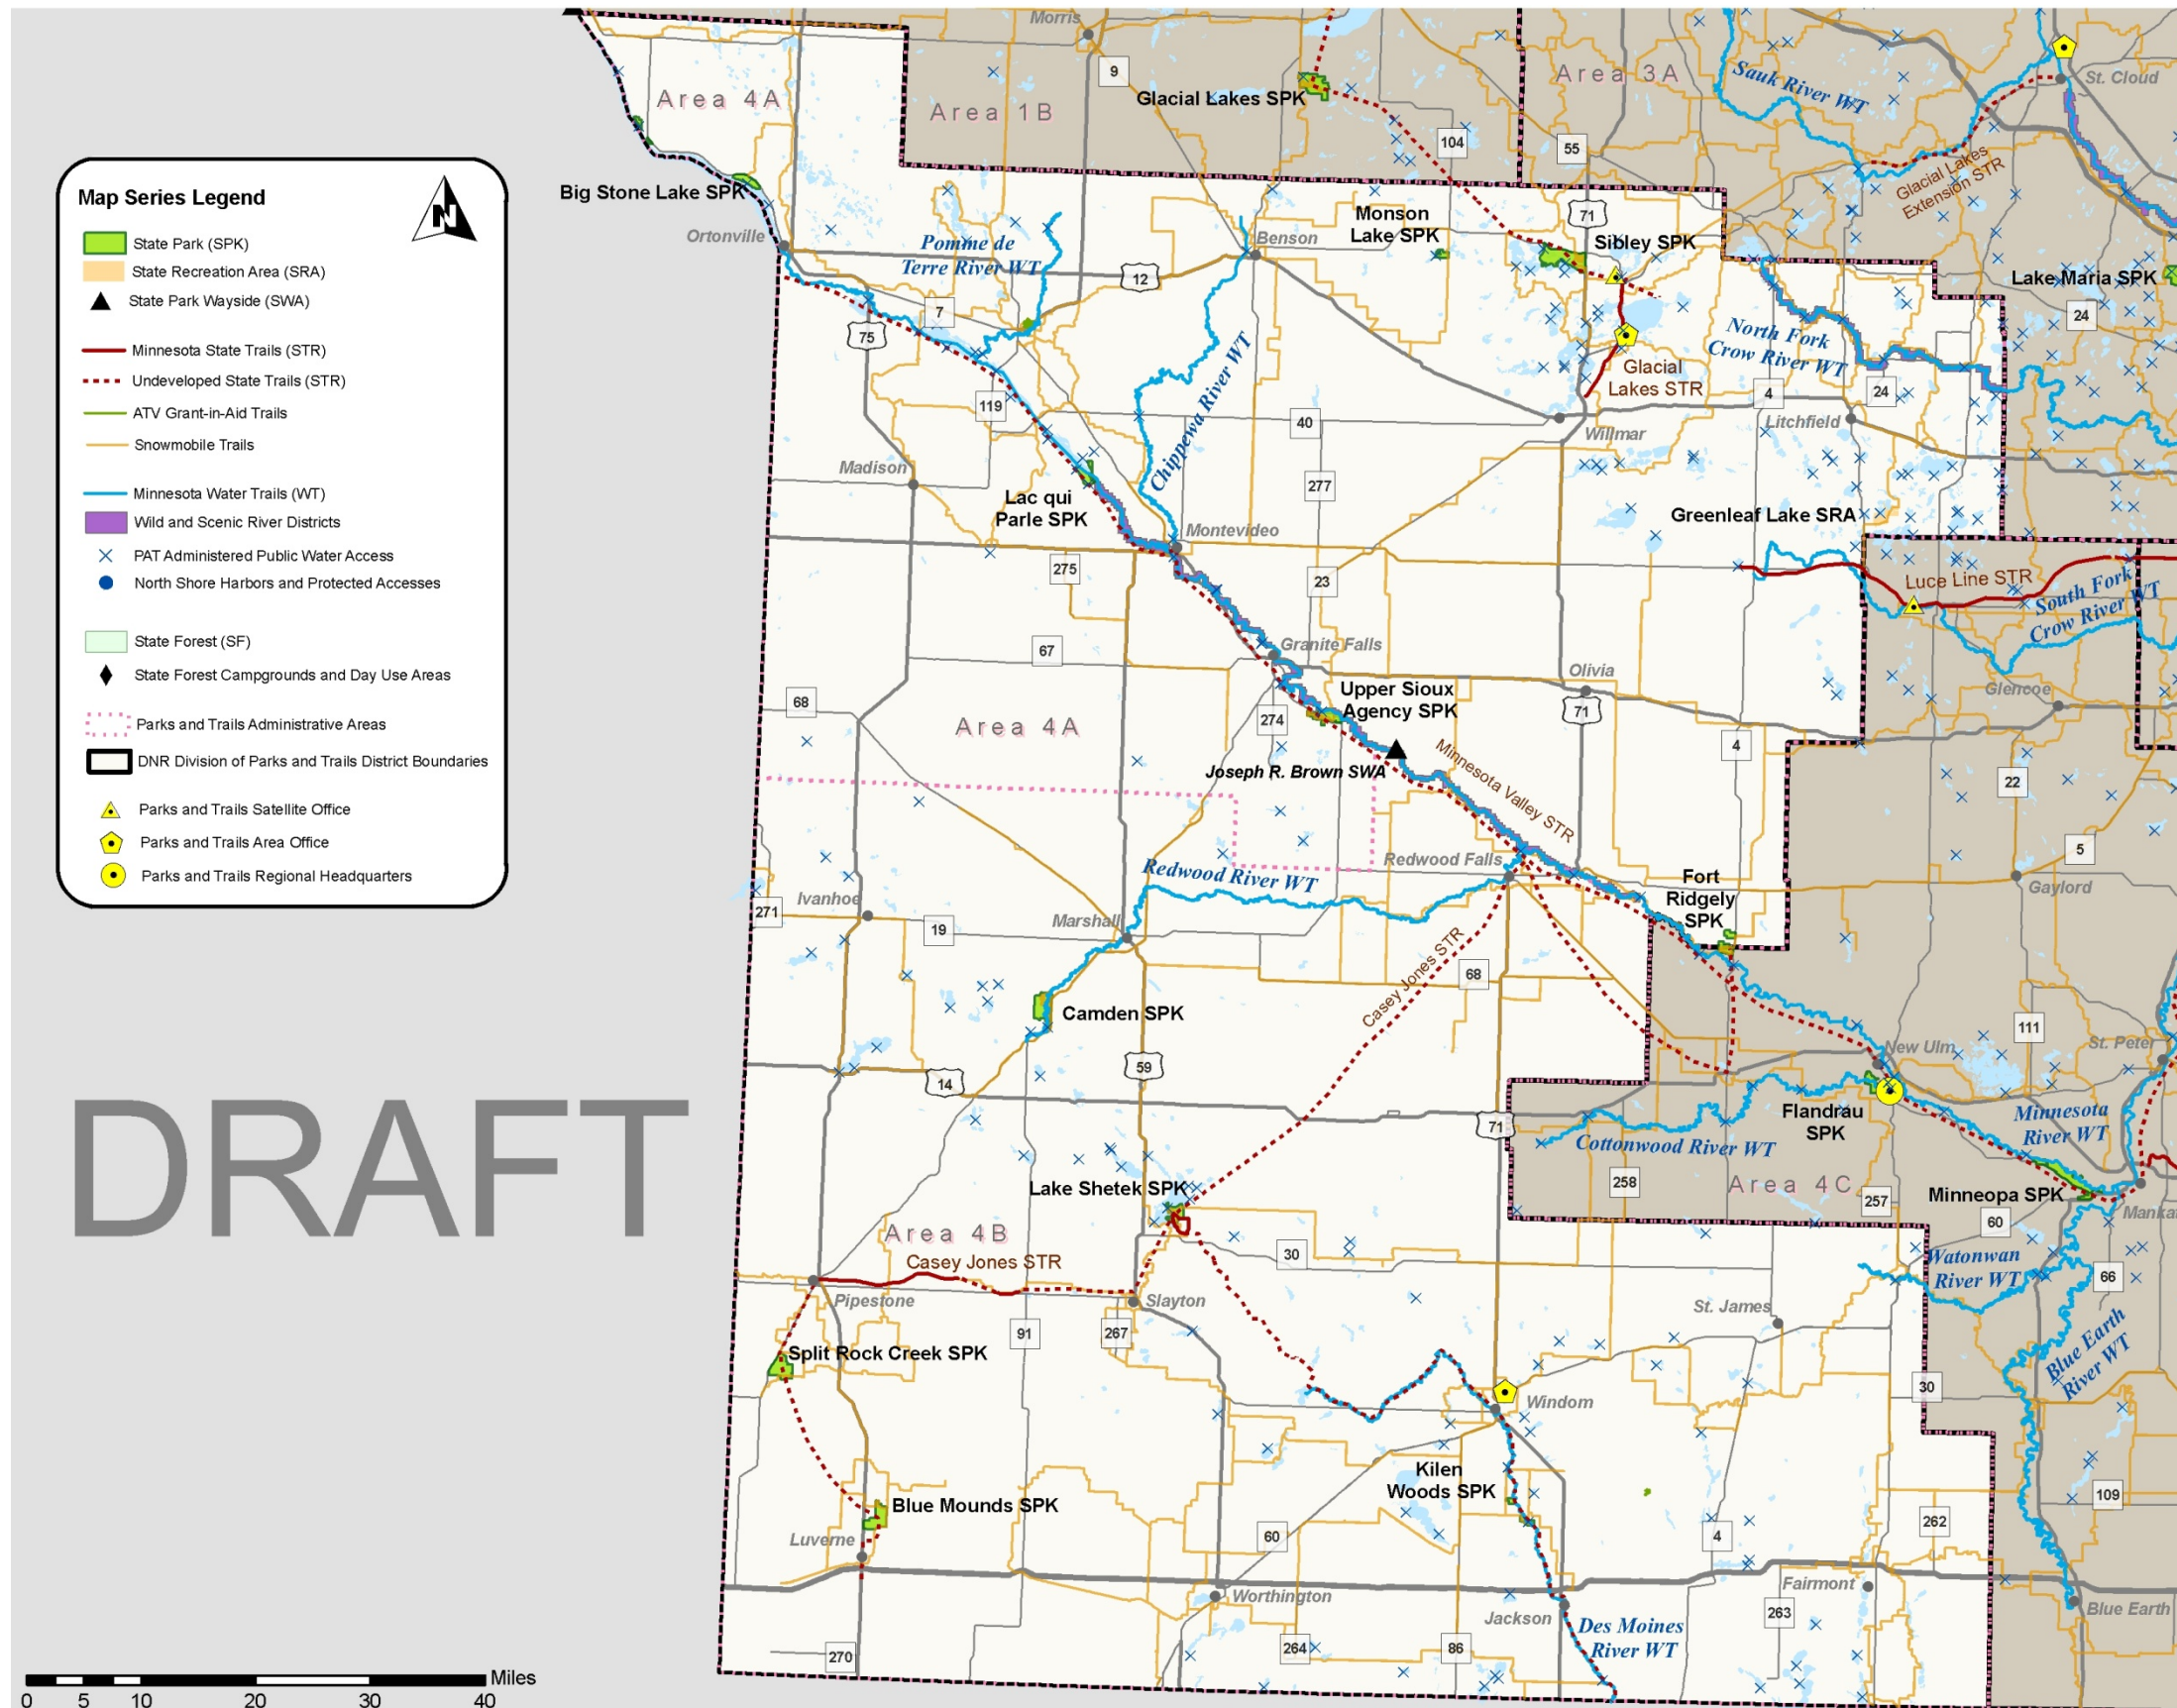 Map Series Legend
N
State Park (SPK)
State Recreation Area (SRA)
State Park Wayside (SWA)
Minnesota State Trails (STR)
Undeveloped State Trails (STR)
ATV Grant-in-Aid Trails
Snowmobile Trails
Minnesota Water Trails (WT)
Wild and Scenic River Districts
PAT Administered Public Water Access
North Shore Harbors and Protected Accesses
State Forest (SF)
State Forest Campgrounds and Day Use Areas
Parks and Trails Administrative Areas
DNR Division of Parks and Trails District Boundaries
Parks and Trails Satellite Office
Parks and Trails Area Office
Parks and Trails Regional Headquarters
DRAFT
Miles
0 5 10 20 30 40
Morris
9
Area 4A
Area 1B
Glacial Lakes SPK
104
55
Area 3A
Sauk River WT
St. Cloud
Glacial Lakes
Extension STR
Big Stone Lake SPK
Ortonville
Pomme de
Terre River WT
12
Benson
Monson
Lake SPK
71
Sibley SPK
Lake Maria SPK
24
7
75
119
Chippewa River WT
40
277
Glacial
Lakes STR
North Fork
Crow River WT
4
24
Litchfield
Willmar
Madison
Lac qui
Parle SPK
Montevideo
Greenleaf Lake SRA
275
23
Luce Line STR
South Fork
Crow River WT
67
Granite Falls
Olivia
Glencoe
68
Area 4A
274
Upper Sioux
Agency SPK
71
4
22
Joseph R. Brown SWA
Minnesota Valley STR
5
Redwood River WT
Redwood Falls
Gaylord
Fort
Ridgely
SPK
271
Ivanhoe
19
Marshall
Casey Jones STR
68
Camden SPK
111
St. Peter
New Ulm
14
59
71
Flandrau
SPK
Minnesota
River WT
Cottonwood River WT
258
Area 4C
257
Minneopa SPK
60
Manka
Lake Shetek SPK
Area 4B
Casey Jones STR
30
Watonwan
River WT
66
Pipestone
Slayton
St. James
91
267
Split Rock Creek SPK
Blue Earth
River WT
30
Windom
Kilen
Woods SPK
Blue Mounds SPK
109
Luverne
60
4
262
Worthington
Fairmont
Jackson
263
Blue Earth
Des Moines
River WT
270
264
86